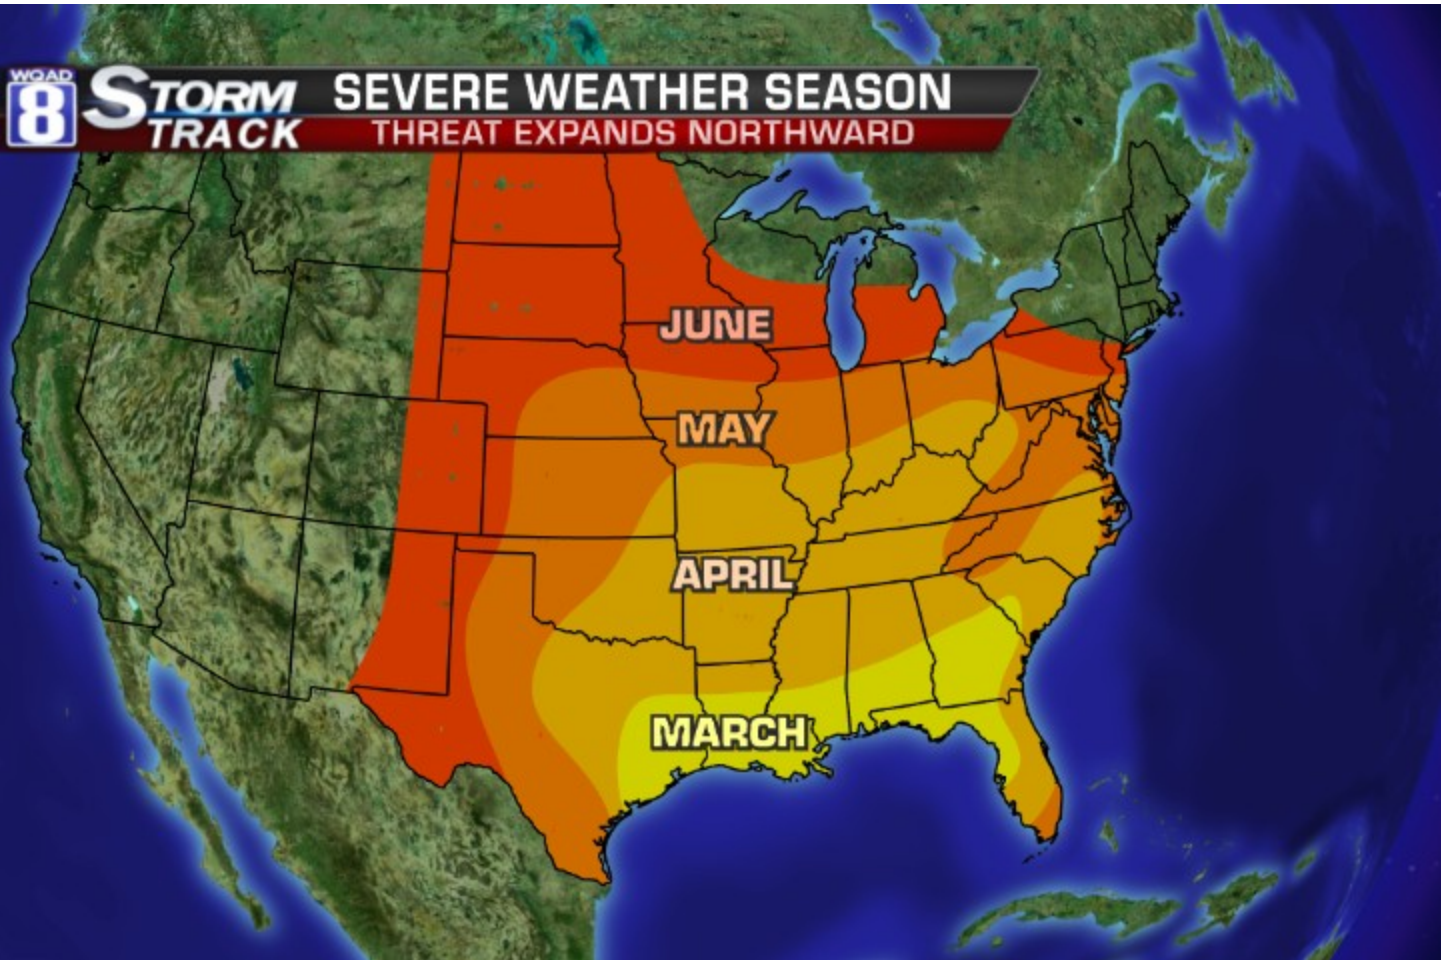 WQAD
8
STORM
TRACK
SEVERE WEATHER SEASON
THREAT EXPANDS NORTHWARD
JUNE
MAY
APRIL
MARCH